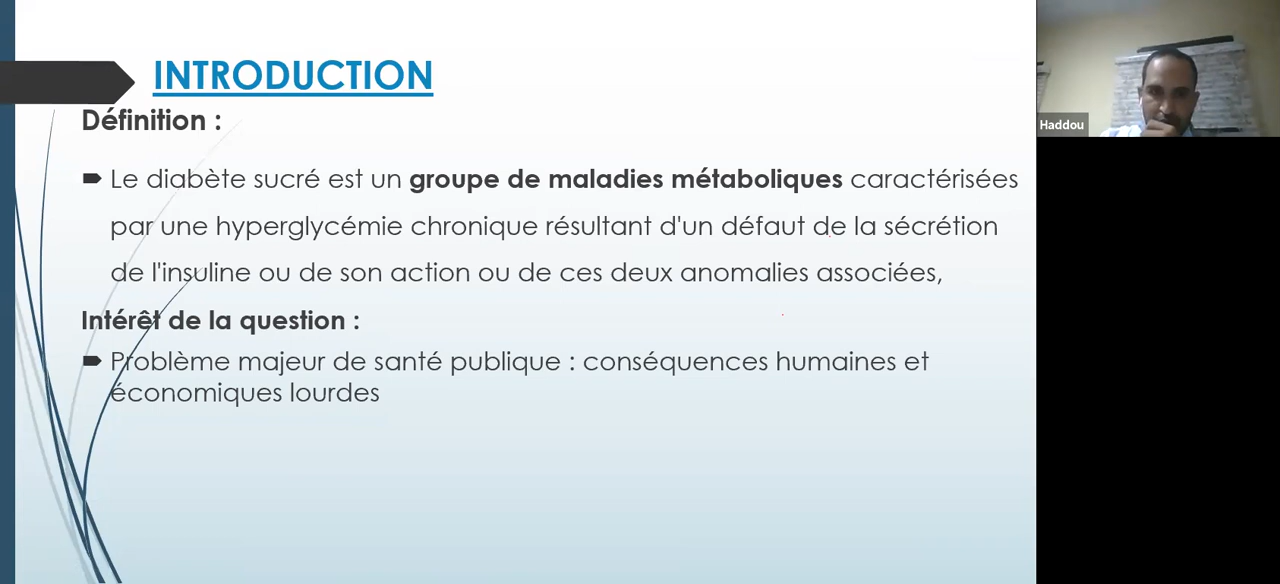 INTRODUCTION
Définition :
Le diabète sucré est un groupe de maladies métaboliques caractérisées
par une hyperglycémie chronique résultant d'un défaut de la sécrétion
de l'insuline ou de son action ou de ces deux anomalies associées,
Intérêt de la question :
Problème majeur de santé publique : conséquences humaines et
économiques lourdes
Haddou